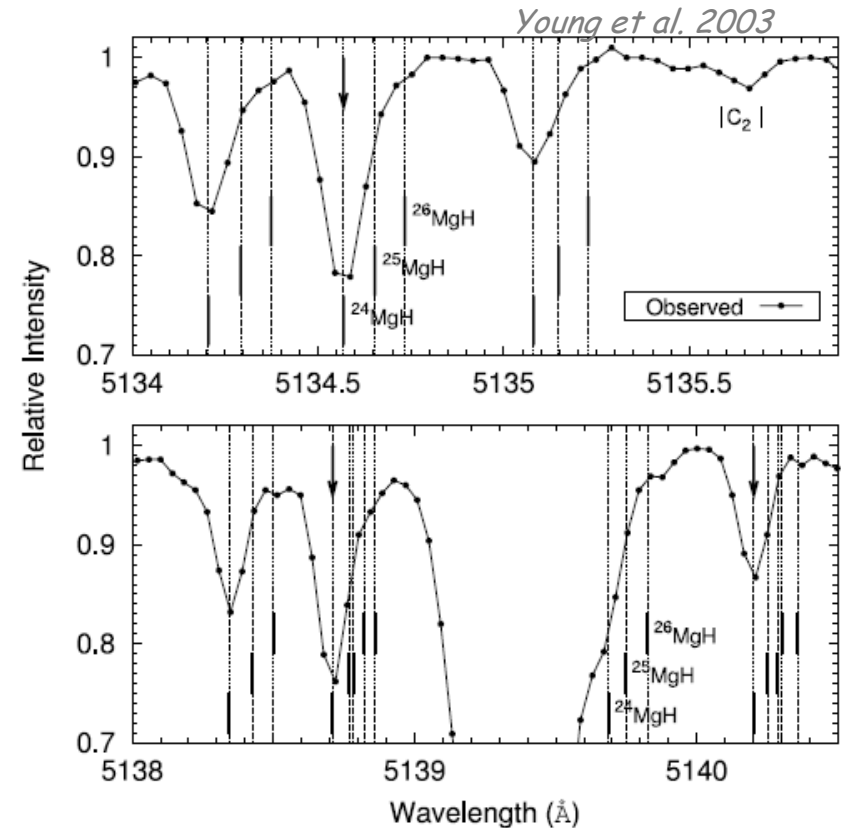 Young et al. 2003
Relative Intensity
1
0.9
0.8
0.7
|C₂ |
²⁶MgH
²⁵MgH
²⁴MgH
Observed
5134
5134.5
5135
5135.5
1
0.9
0.8
0.7
²⁶MgH
²⁵MgH
²⁴MgH
5138
5139
5140
Wavelength (Å)